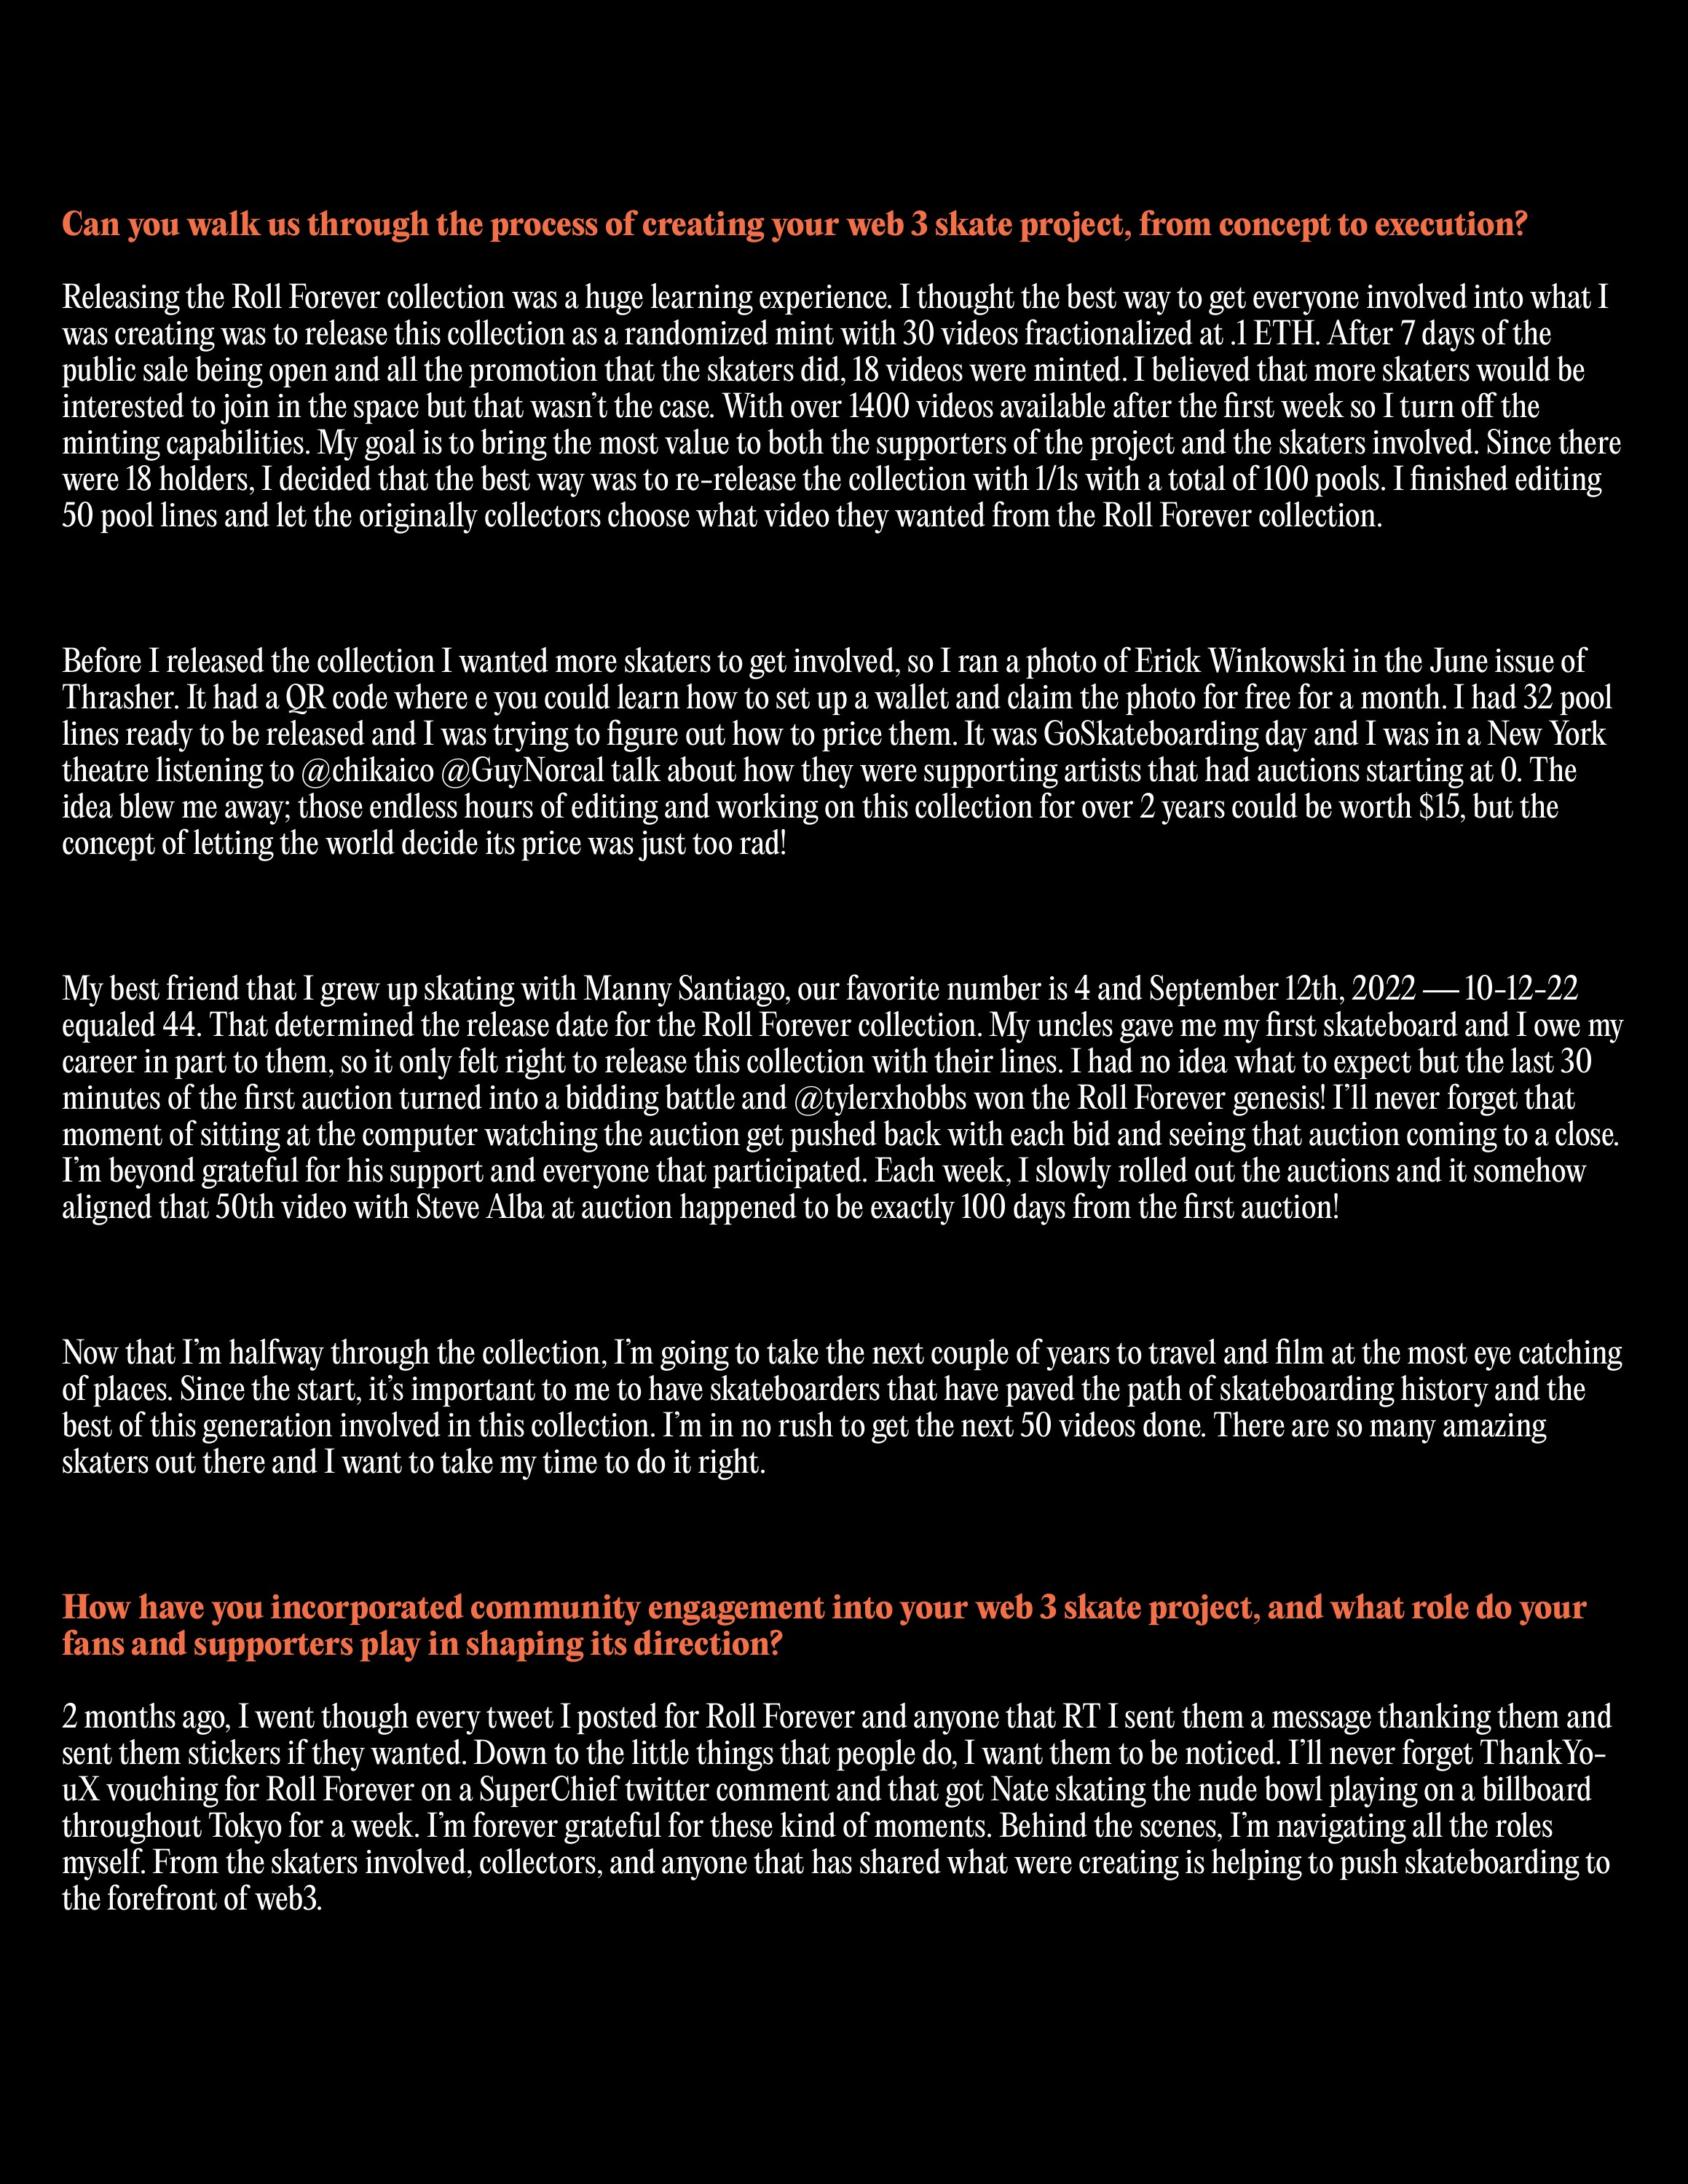 Can you walk us through the process of creating your web 3 skate project, from concept to execution?
Releasing the Roll Forever collection was a huge learning experience. I thought the best way to get everyone involved into what I
was creating was to release this collection as a randomized mint with 30 videos fractionalized at .1 ETH. After 7 days of the
public sale being open and all the promotion that the skaters did, 18 videos were minted. I believed that more skaters would be
interested to join in the space but that wasn’t the case. With over 1400 videos available after the first week so I turn off the
minting capabilities. My goal is to bring the most value to both the supporters of the project and the skaters involved. Since there
were 18 holders, I decided that the best way was to re-release the collection with 1/1s with a total of 100 pools. I finished editing
50 pool lines and let the originally collectors choose what video they wanted from the Roll Forever collection.
Before I released the collection I wanted more skaters to get involved, so I ran a photo of Erick Winkowski in the June issue of
Thrasher. It had a QR code where e you could learn how to set up a wallet and claim the photo for free for a month. I had 32 pool
lines ready to be released and I was trying to figure out how to price them. It was GoSkateboarding day and I was in a New York
theatre listening to @chikaico @GuyNorcal talk about how they were supporting artists that had auctions starting at 0. The
idea blew me away; those endless hours of editing and working on this collection for over 2 years could be worth $15, but the
concept of letting the world decide its price was just too rad!
My best friend that I grew up skating with Manny Santiago, our favorite number is 4 and September 12th, 2022 — 10-12-22
equaled 44. That determined the release date for the Roll Forever collection. My uncles gave me my first skateboard and I owe my
career in part to them, so it only felt right to release this collection with their lines. I had no idea what to expect but the last 30
minutes of the first auction turned into a bidding battle and @tylerxhobbs won the Roll Forever genesis! I’ll never forget that
moment of sitting at the computer watching the auction get pushed back with each bid and seeing that auction coming to a close.
I’m beyond grateful for his support and everyone that participated. Each week, I slowly rolled out the auctions and it somehow
aligned that 50th video with Steve Alba at auction happened to be exactly 100 days from the first auction!
Now that I’m halfway through the collection, I’m going to take the next couple of years to travel and film at the most eye catching
of places. Since the start, it’s important to me to have skateboarders that have paved the path of skateboarding history and the
best of this generation involved in this collection. I’m in no rush to get the next 50 videos done. There are so many amazing
skaters out there and I want to take my time to do it right.
How have you incorporated community engagement into your web 3 skate project, and what role do your
fans and supporters play in shaping its direction?
2 months ago, I went though every tweet I posted for Roll Forever and anyone that RT I sent them a message thanking them and
sent them stickers if they wanted. Down to the little things that people do, I want them to be noticed. I’ll never forget ThankYo-
uX vouching for Roll Forever on a SuperChief twitter comment and that got Nate skating the nude bowl playing on a billboard
throughout Tokyo for a week. I’m forever grateful for these kind of moments. Behind the scenes, I’m navigating all the roles
myself. From the skaters involved, collectors, and anyone that has shared what were creating is helping to push skateboarding to
the forefront of web3.